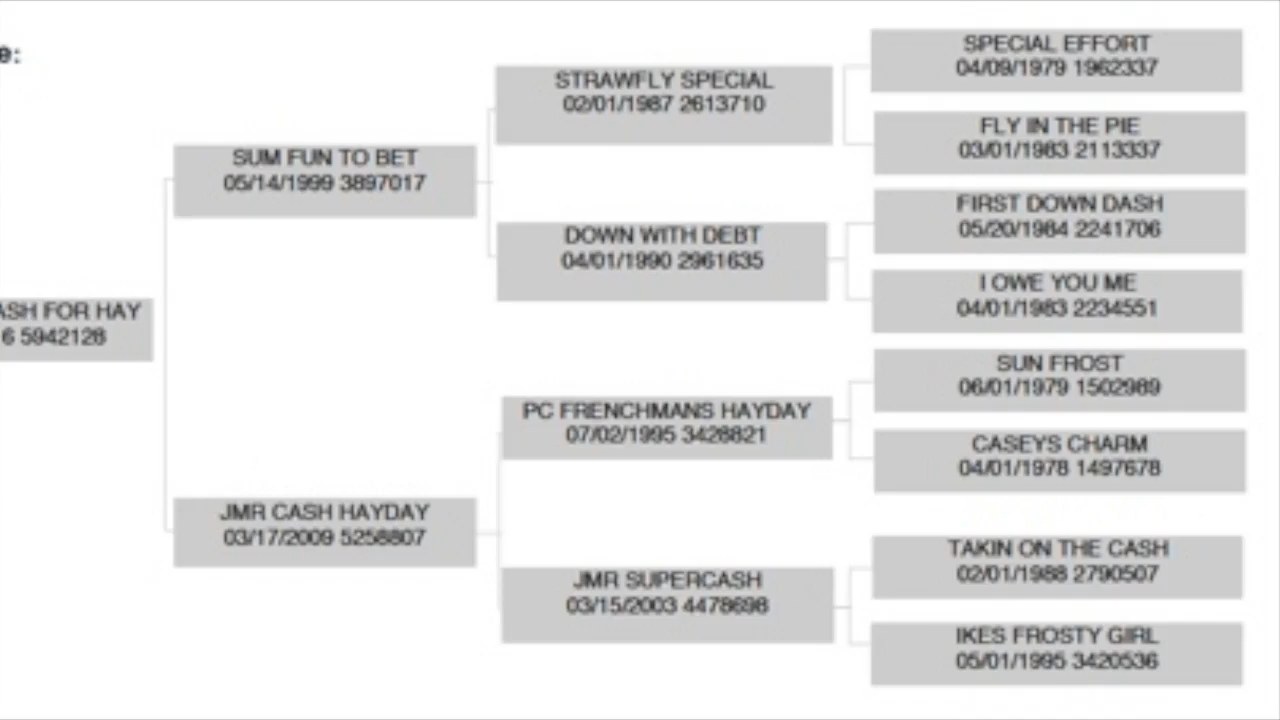 e:
SPECIAL EFFORT
04/09/1979 1962337
STRAWFLY SPECIAL
02/01/1987 2613710
FLY IN THE PIE
03/01/1983 2113337
SUM FUN TO BET
05/14/1999 3897017
FIRST DOWN DASH
05/20/1984 2241706
DOWN WITH DEBT
04/01/1990 2961635
I OWE YOU ME
04/01/1983 2234551
ASH FOR HAY
6 5942128
SUN FROST
06/01/1979 1502989
PC FRENCHMANS HAYDAY
07/02/1995 3428821
CASEYS CHARM
04/01/1978 1497678
JMR CASH HAYDAY
03/17/2009 5258807
TAKIN ON THE CASH
02/01/1988 2790507
JMR SUPERCASH
03/15/2003 4478698
IKES FROSTY GIRL
05/01/1995 3420536